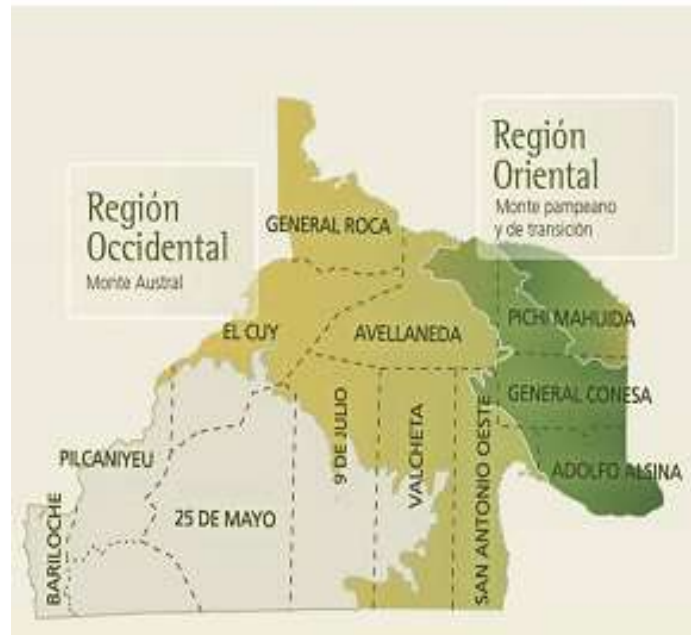 Región
Oriental
Monte pampeano
y de transición
Región
Occidental
Monte Austral
GENERAL ROCA
EL CUY
AVELLANEDA
PICHI MAHUIDA
GENERAL CONESA
ADOLFO ALSINA
PILCANIYEU
25 DE MAYO
9 DE JULIO
VALCHETA
SAN ANTONIO OESTE
BARILOCHE